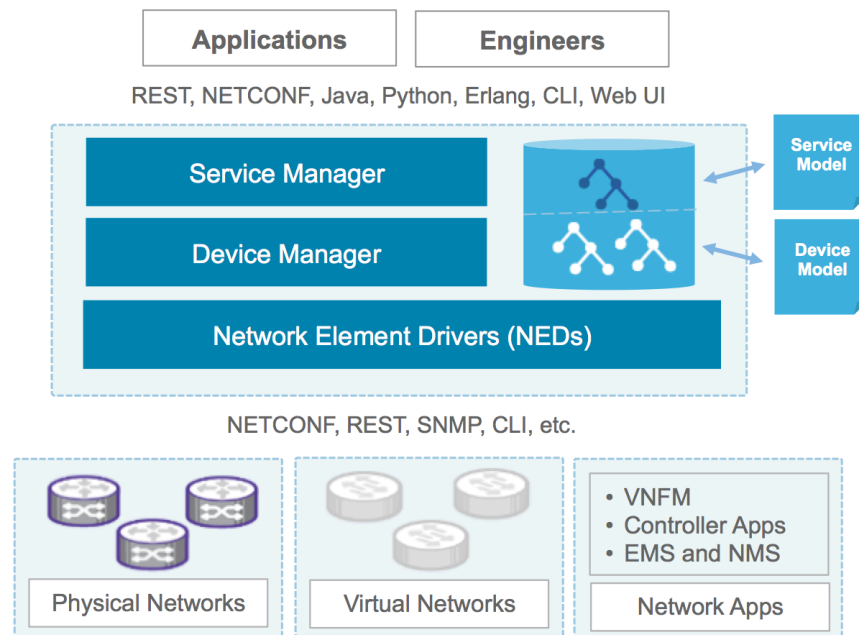 Applications
Engineers
REST, NETCONF, Java, Python, Erlang, CLI, Web UI
Service Manager
Service
Model
Device Manager
Device
Model
Network Element Drivers (NEDs)
NETCONF, REST, SNMP, CLI, etc.
• VNFM
• Controller Apps
• EMS and NMS
Physical Networks
Virtual Networks
Network Apps